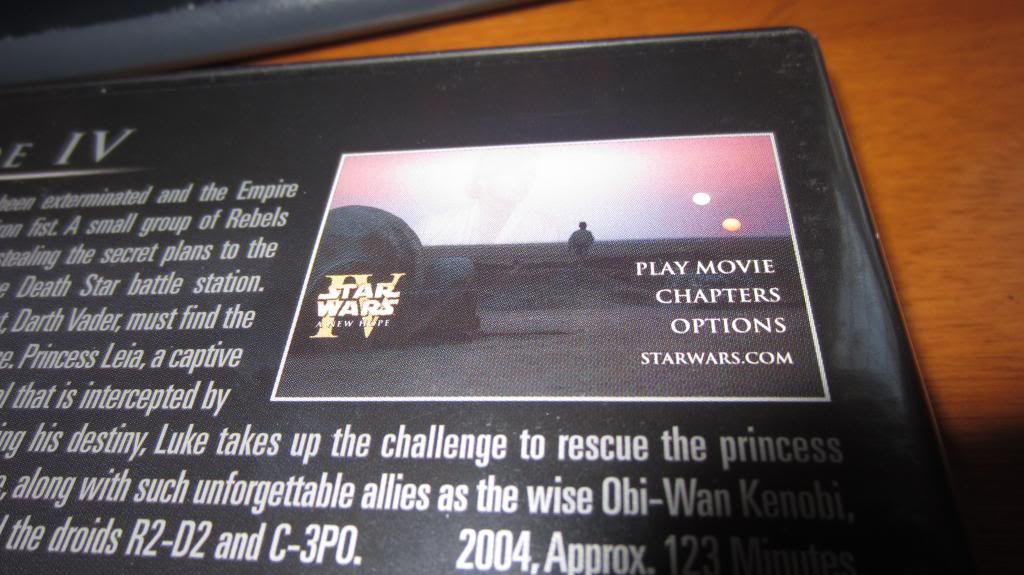 IV
been exterminated and the Empire
fist. A small group of Rebels
stealing the secret plans to the
Death Star battle station.
Darth Vader, must find the
Princess Leia, a captive
that is intercepted by
his destiny, Luke takes up the challenge to rescue the princess
along with such unforgettable allies as the wise Obi-Wan Kenobi,
the droids R2-D2 and C-3PO.
2004, Approx. 123 Minutes
IV
STAR
WARS
A NEW HOPE
PLAY MOVIE
CHAPTERS
OPTIONS
STARWARS.COM